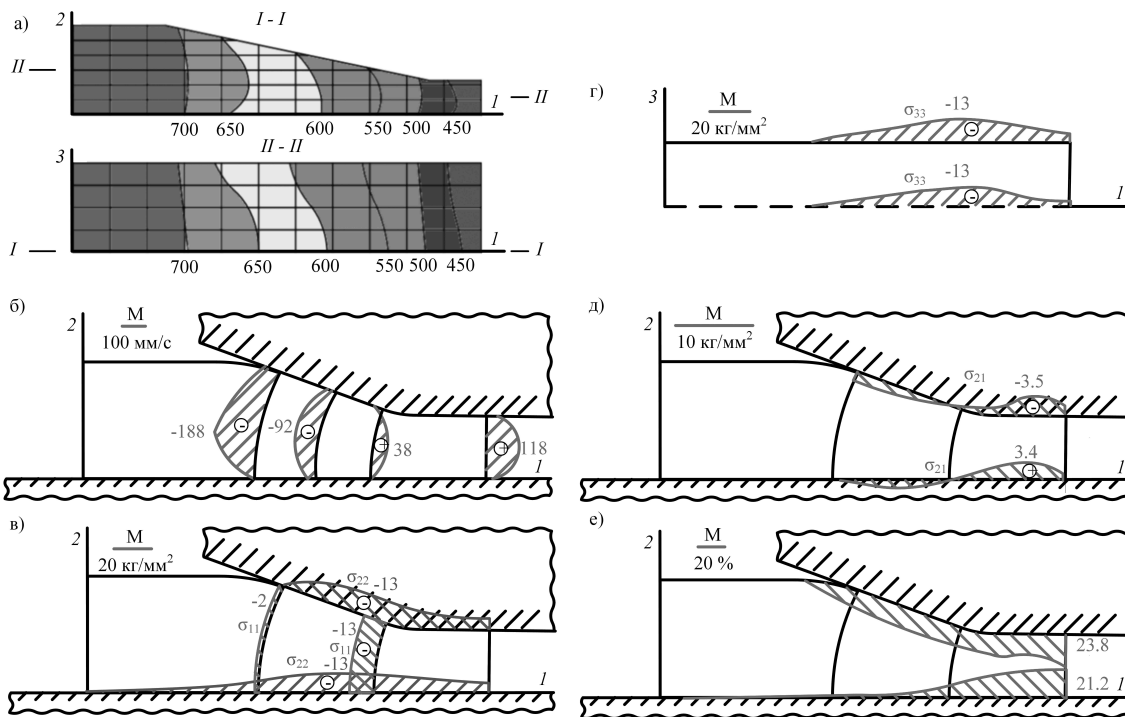 а)
2
I - I
II
1
II
700 650 600 550 500 450
II - II
3
1
I
I
700 650 600 550 500 450
б)
2
М
100 мм/с
-188
-
-92
-
+
38
+
118
1
в)
2
М
20 кг/мм²
-2
σ₁₁
σ₂₂
-13
-
-13
σ₁₁
-
σ₂₂
-13
-
1
г)
3
М
20 кг/мм²
σ₃₃
-13
-
σ₃₃
-13
-
1
д)
2
М
10 кг/мм²
σ₂₁
-3.5
-
σ₂₁
3.4
+
1
е)
2
М
20 %
23.8
21.2
1